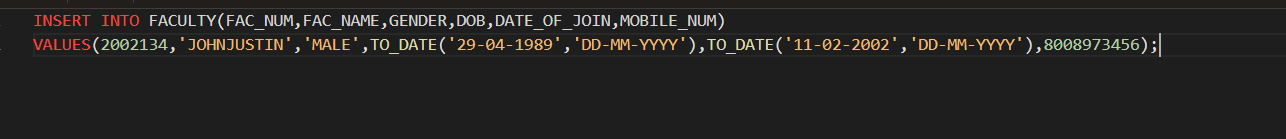 INSERT INTO FACULTY(FAC_NUM,FAC_NAME,GENDER,DOB,DATE_OF_JOIN,MOBILE_NUM)
VALUES(2002134,'JOHNJUSTIN','MALE',TO_DATE('29-04-1989','DD-MM-YYYY'),TO_DATE('11-02-2002','DD-MM-YYYY'),8008973456);